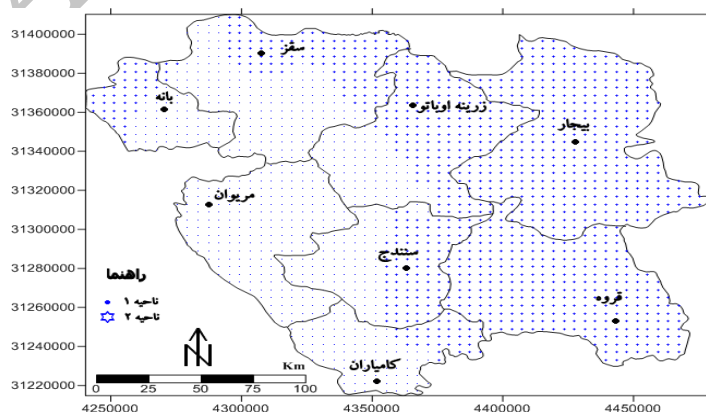 31400000
سقز
31380000
بانه
زرینه اوباتو
31360000
بیجار
31340000
31320000
مریوان
31300000
سنندج
31280000
راهنما
قروه
31260000
ناحیه ۱
ناحیه ۲
31240000
N
Km
کامیاران
31220000
0 25 50 75 100
4250000 4300000 4350000 4400000 4450000